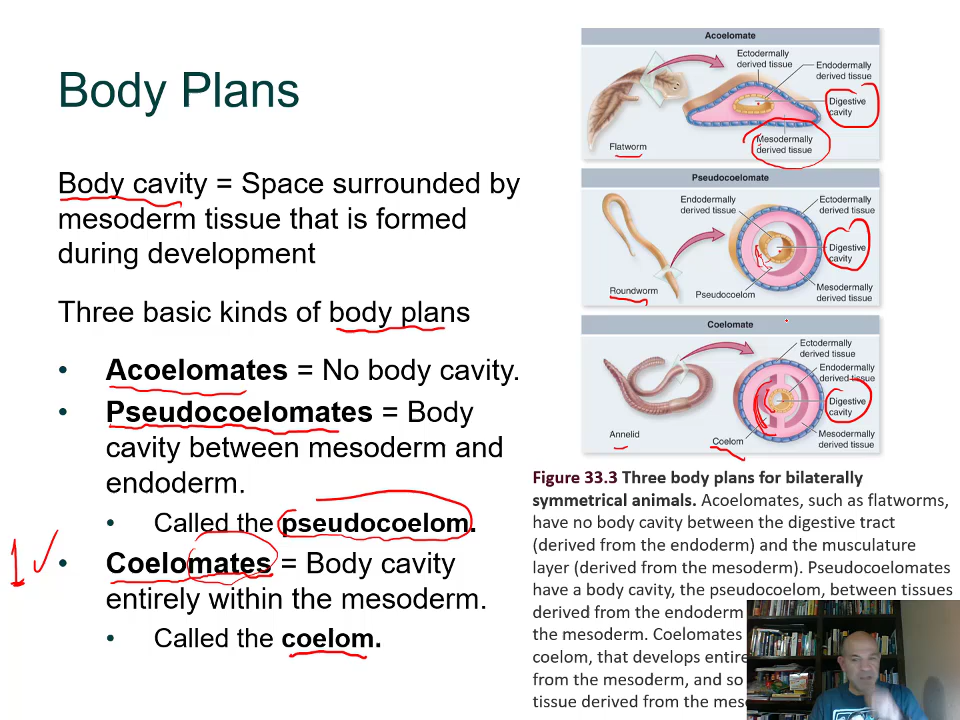 Body Plans
Body cavity = Space surrounded by
mesoderm tissue that is formed
during development
Three basic kinds of body plans
• Acoelomates = No body cavity.
• Pseudocoelomates = Body
cavity between mesoderm and
endoderm.
• Called the pseudocoelom.
1
• Coelomates = Body cavity
entirely within the mesoderm.
• Called the coelom.
Acoelomate
Ectodermally
derived tissue
Endodermally
derived tissue
Digestive
cavity
Mesodermally
derived tissue
Flatworm
Pseudocoelomate
Endodermally
derived tissue
Ectodermally
derived tissue
Digestive
cavity
Mesodermally
derived tissue
Roundworm
Pseudocoelom
Coelomate
Ectodermally
derived tissue
Endodermally
derived tissue
Digestive
cavity
Mesodermally
derived tissue
Annelid
Coelom
Figure 33.3 Three body plans for bilaterally
symmetrical animals. Acoelomates, such as flatworms,
have no body cavity between the digestive tract
(derived from the endoderm) and the musculature
layer (derived from the mesoderm). Pseudocoelomates
have a body cavity, the pseudocoelom, between tissues
derived from the endoderm
the mesoderm. Coelomates
coelom, that develops entire
from the mesoderm, and so
tissue derived from the mes